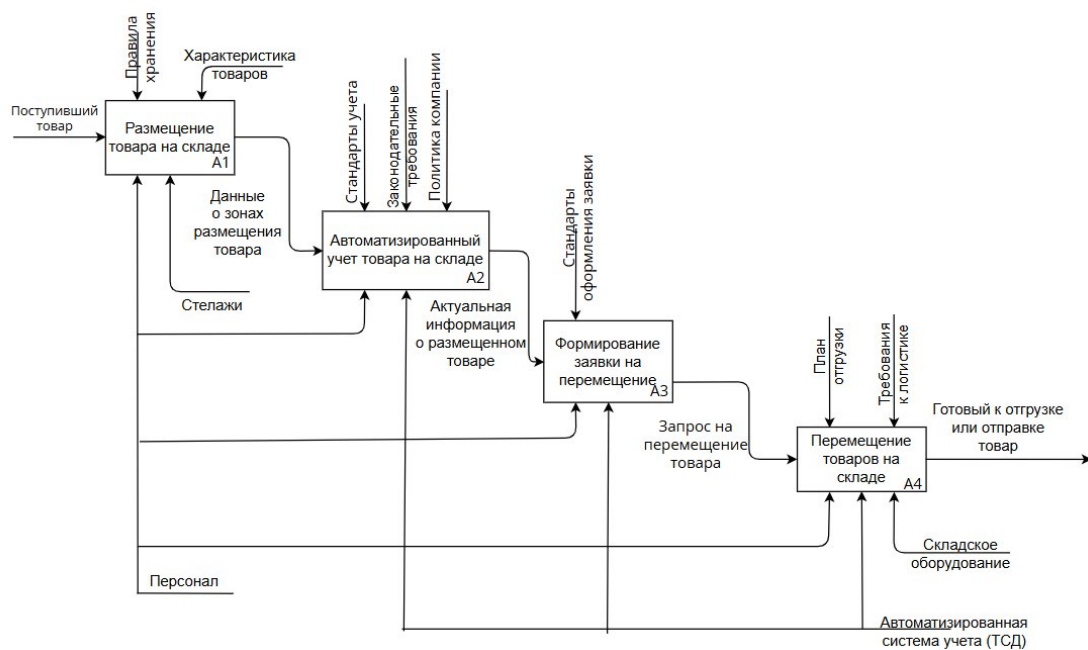 Правила
хранения
Характеристика
товаров
Поступивший
товар
Размещение
товара на складе
A1
Стандарты учета
Законодательные
требования
Политика компании
Данные
о зонах
размещения
товара
Автоматизированный
учет товара на складе
A2
Стелажи
Стандарты
оформления заявки
Актуальная
информация
о размещенном
товаре
Формирование
заявки на
перемещение
A3
План
отгрузки
Требования
к логистике
Запрос на
перемещение
товара
Готовый к отгрузке
или отправке
товар
Перемещение
товаров на
складе
A4
Складское
оборудование
Персонал
Автоматизированная
система учета (ТСД)